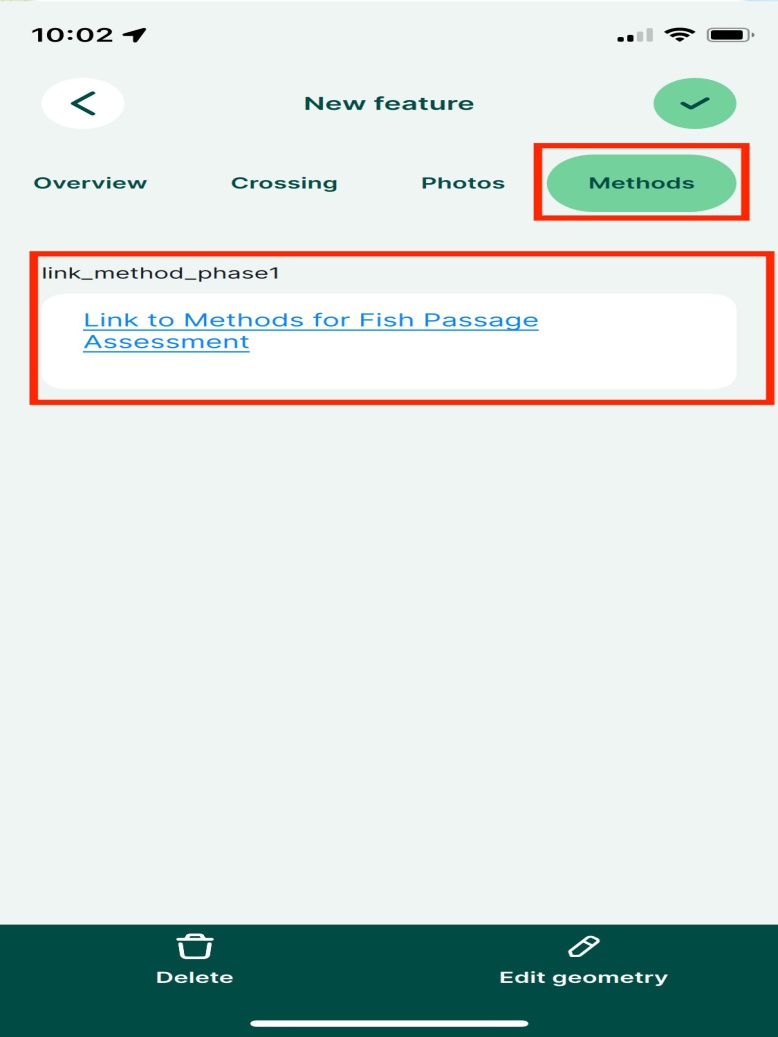 10:02
New feature
Overview Crossing Photos Methods
link_method_phase1
Link to Methods for Fish Passage
Assessment
Delete Edit geometry